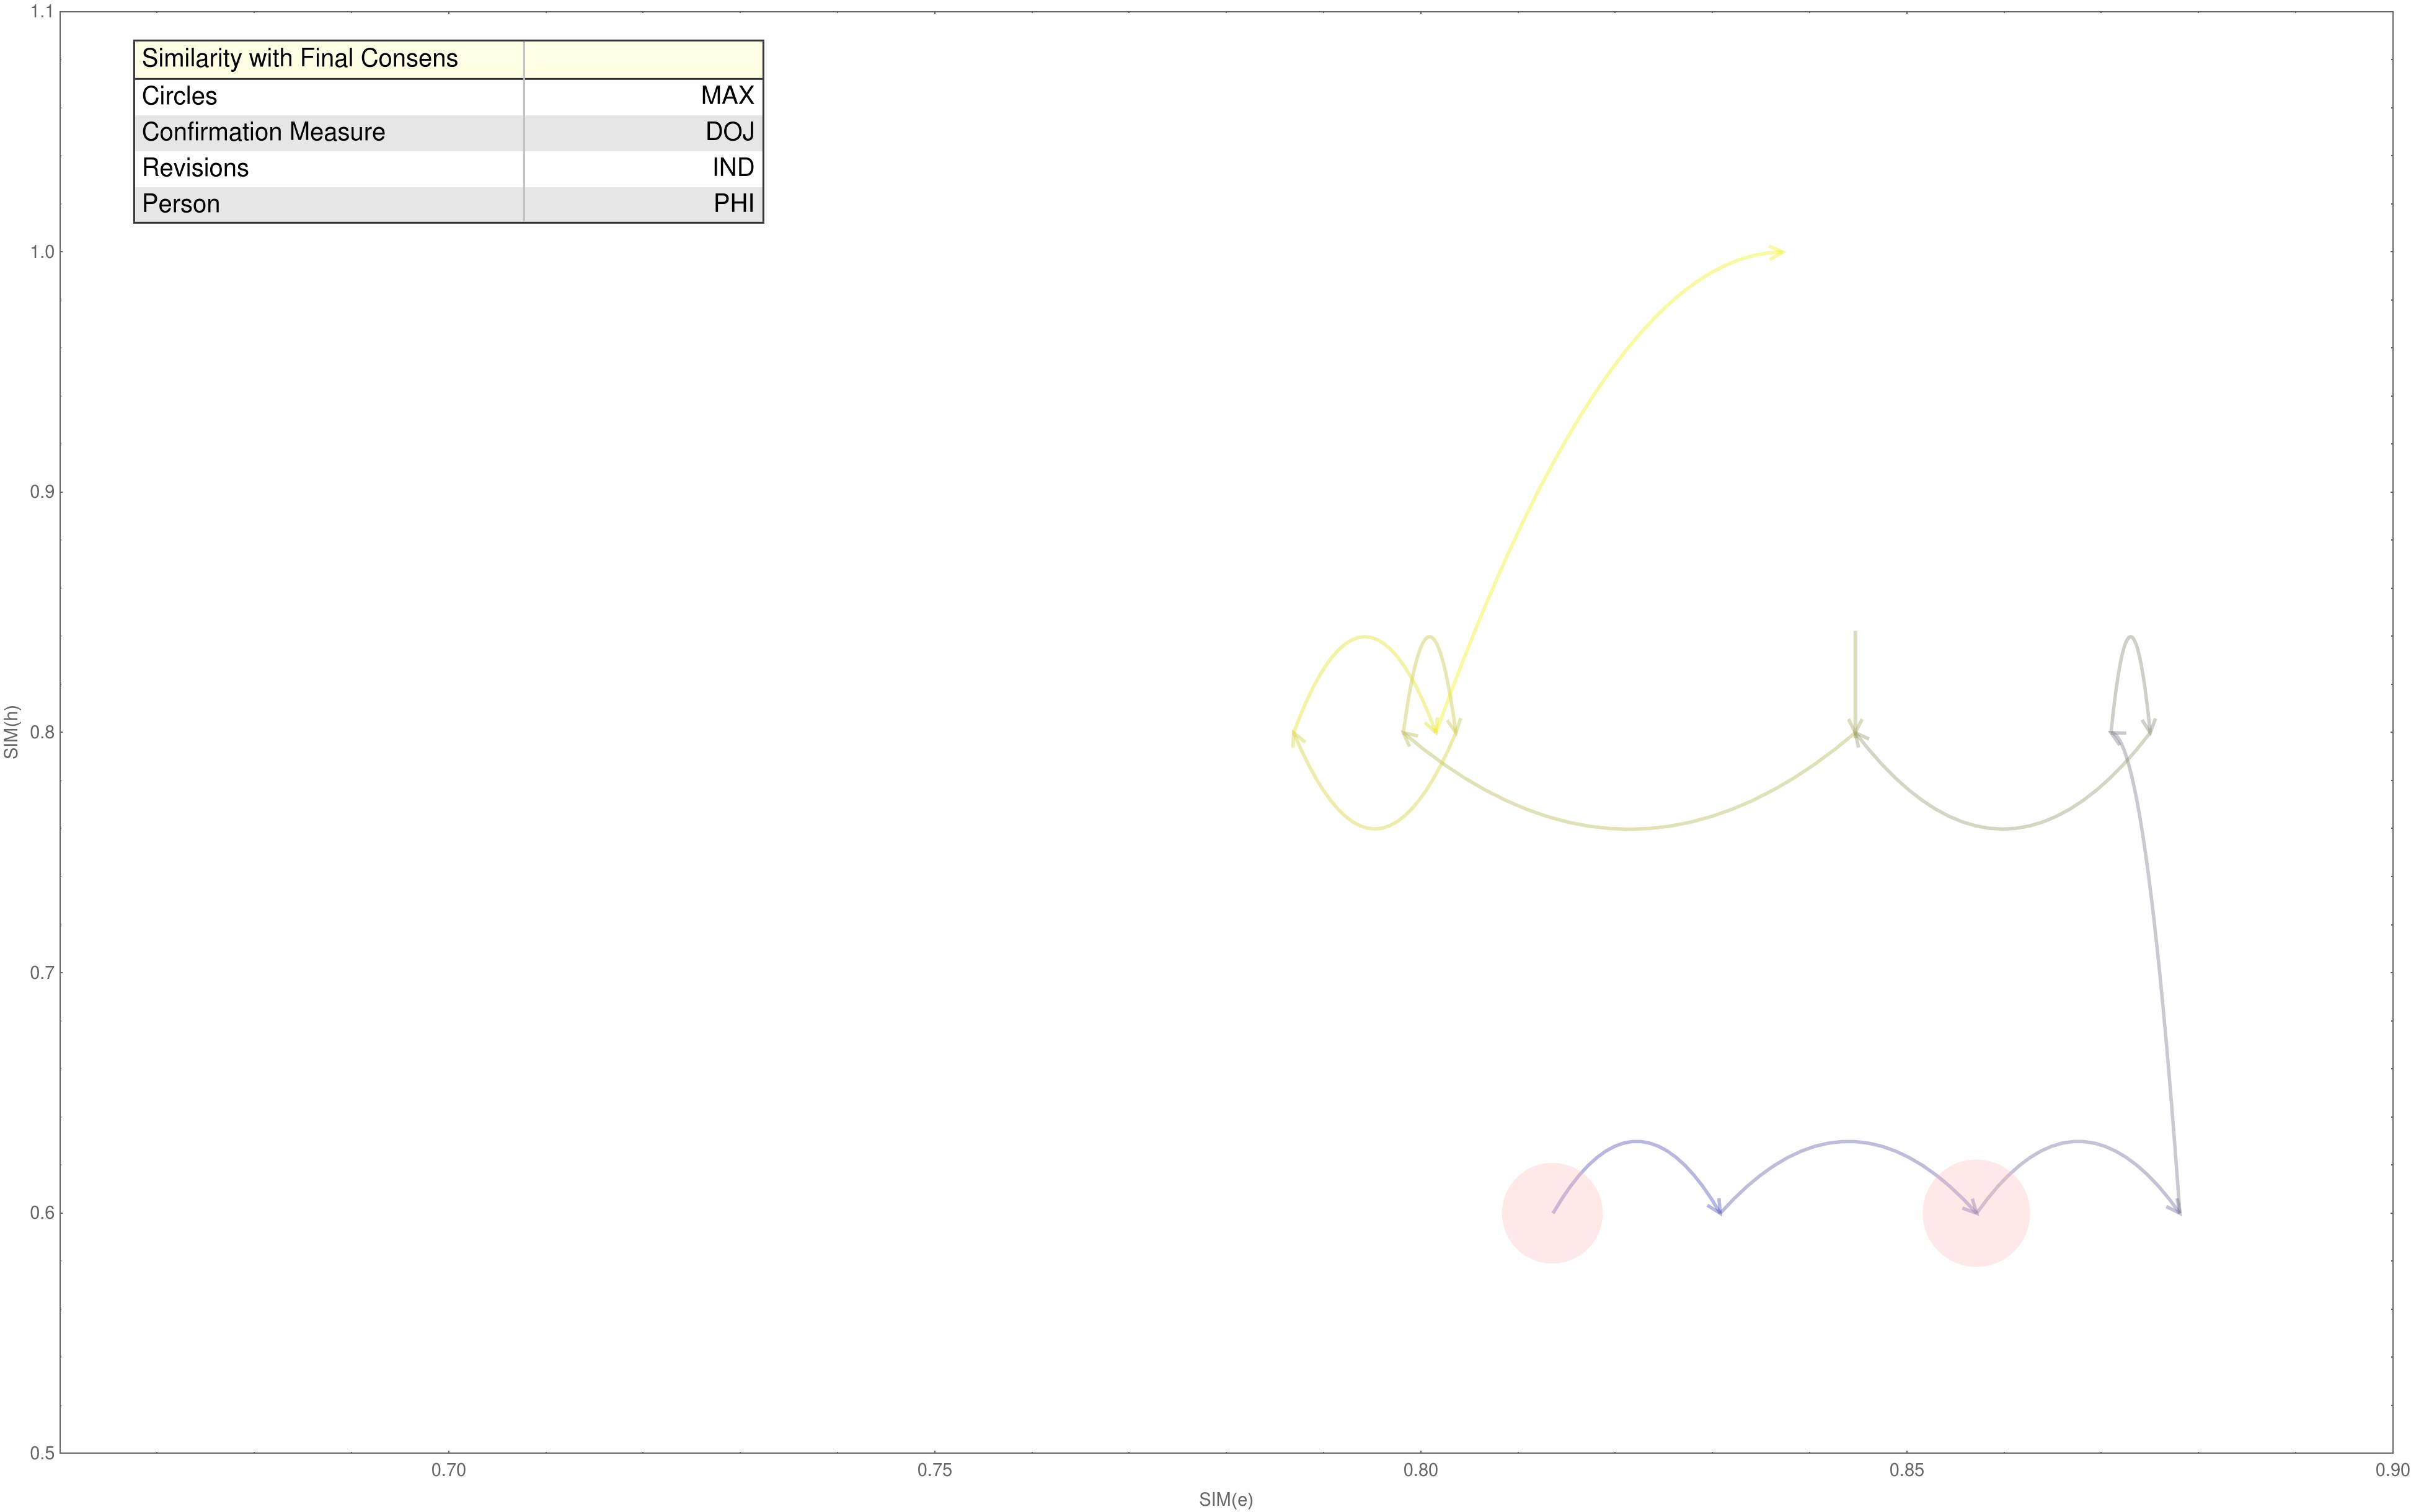 1.1
Similarity with Final Consens
Circles MAX
Confirmation Measure DOJ
Revisions IND
Person PHI
1.0
0.9
0.8
SIM(h)
0.7
0.6
0.5
0.70 0.75 0.80 0.85 0.90
SIM(e)